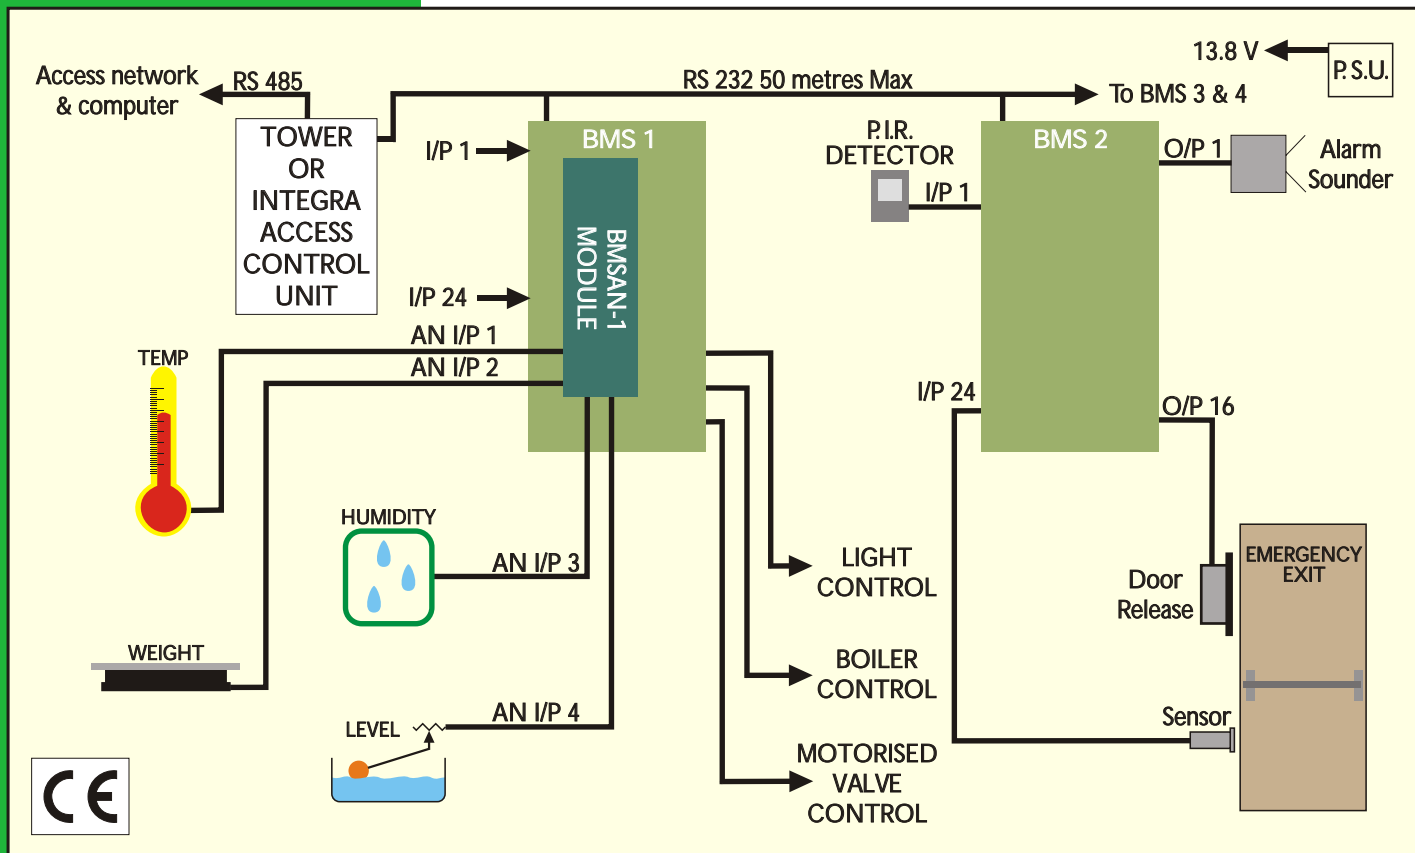 13.8 V
P.S.U.
Access network
& computer
RS 485
RS 232 50 metres Max
To BMS 3 & 4
TOWER
OR
INTEGRA
ACCESS
CONTROL
UNIT
I/P 1
BMS 1
P.I.R.
DETECTOR
I/P 1
BMS 2
O/P 1
Alarm
Sounder
BMSAN-1
MODULE
I/P 24
AN I/P 1
AN I/P 2
TEMP
I/P 24
O/P 16
HUMIDITY
AN I/P 3
LIGHT
CONTROL
Door
Release
EMERGENCY
EXIT
WEIGHT
BOILER
CONTROL
LEVEL
AN I/P 4
Sensor
MOTORISED
VALVE
CONTROL
CE